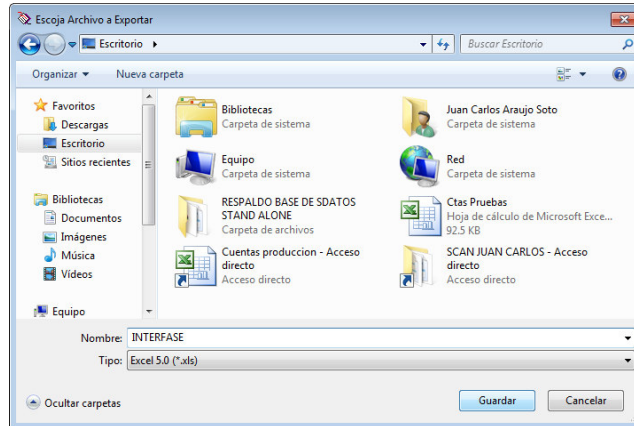 Escoja Archivo a Exportar
Escritorio
Buscar Escritorio
Organizar
Nueva carpeta
Favoritos
Descargas
Escritorio
Sitios recientes
Bibliotecas
Documentos
Imágenes
Música
Vídeos
Equipo
Bibliotecas
Carpeta de sistema
Juan Carlos Araujo Soto
Carpeta de sistema
Equipo
Carpeta de sistema
Red
Carpeta de sistema
RESPALDO BASE DE SDATOS
STAND ALONE
Carpeta de archivos
Ctas Pruebas
Hoja de cálculo de Microsoft Exce...
92.5 KB
Cuentas produccion - Acceso
directo
Acceso directo
SCAN JUAN CARLOS - Acceso
directo
Acceso directo
Nombre: INTERFASE
Tipo: Excel 5.0 (*.xls)
Ocultar carpetas
Guardar
Cancelar